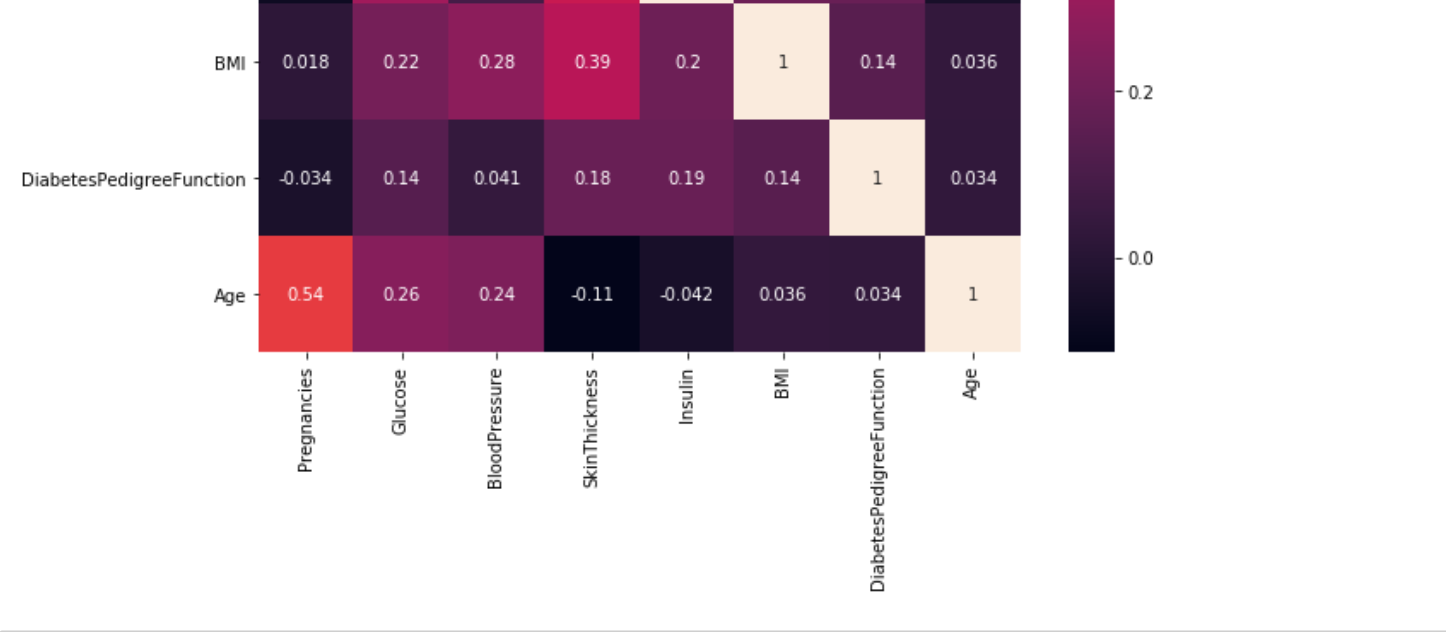 BMI 0.018 0.22 0.28 0.39 0.2 1 0.14 0.036
0.2
DiabetesPedigreeFunction -0.034 0.14 0.041 0.18 0.19 0.14 1 0.034
0.0
Age 0.54 0.26 0.24 -0.11 -0.042 0.036 0.034 1
Pregnancies
Glucose
BloodPressure
SkinThickness
Insulin
BMI
DiabetesPedigreeFunction
Age